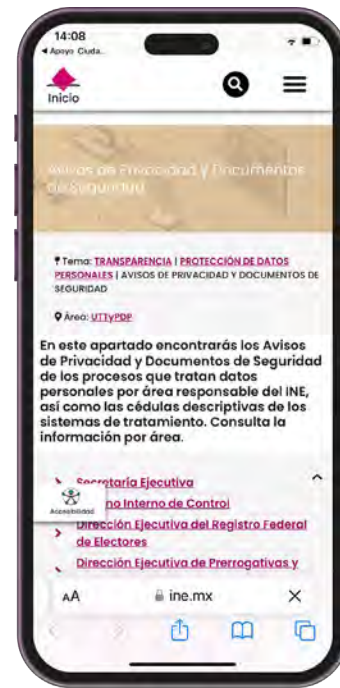 14:08
◀ Apoyo Ciuda...
Inicio
Avisos de Privacidad y Documentos
de Seguridad
Tema: TRANSPARENCIA | PROTECCIÓN DE DATOS
PERSONALES | AVISOS DE PRIVACIDAD Y DOCUMENTOS DE
SEGURIDAD
Área: UTTyPDP
En este apartado encontrarás los Avisos
de Privacidad y Documentos de Seguridad
de los procesos que tratan datos
personales por área responsable del INE,
así como las cédulas descriptivas de los
sistemas de tratamiento. Consulta la
información por área.
Secretaría Ejecutiva
Accesibilidad
no Interno de Control
Dirección Ejecutiva del Registro Federal
de Electores
Dirección Ejecutiva de Prerrogativas y
AA
ine.mx